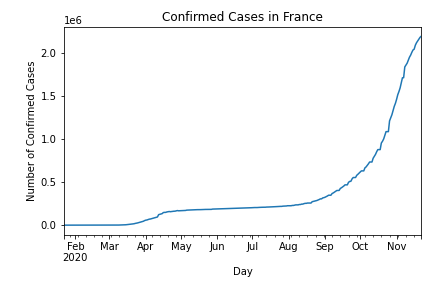 Confirmed Cases in France
1e6
2.0
1.5
1.0
0.5
0.0
Number of Confirmed Cases
Feb Mar Apr May Jun Jul Aug Sep Oct Nov
2020
Day